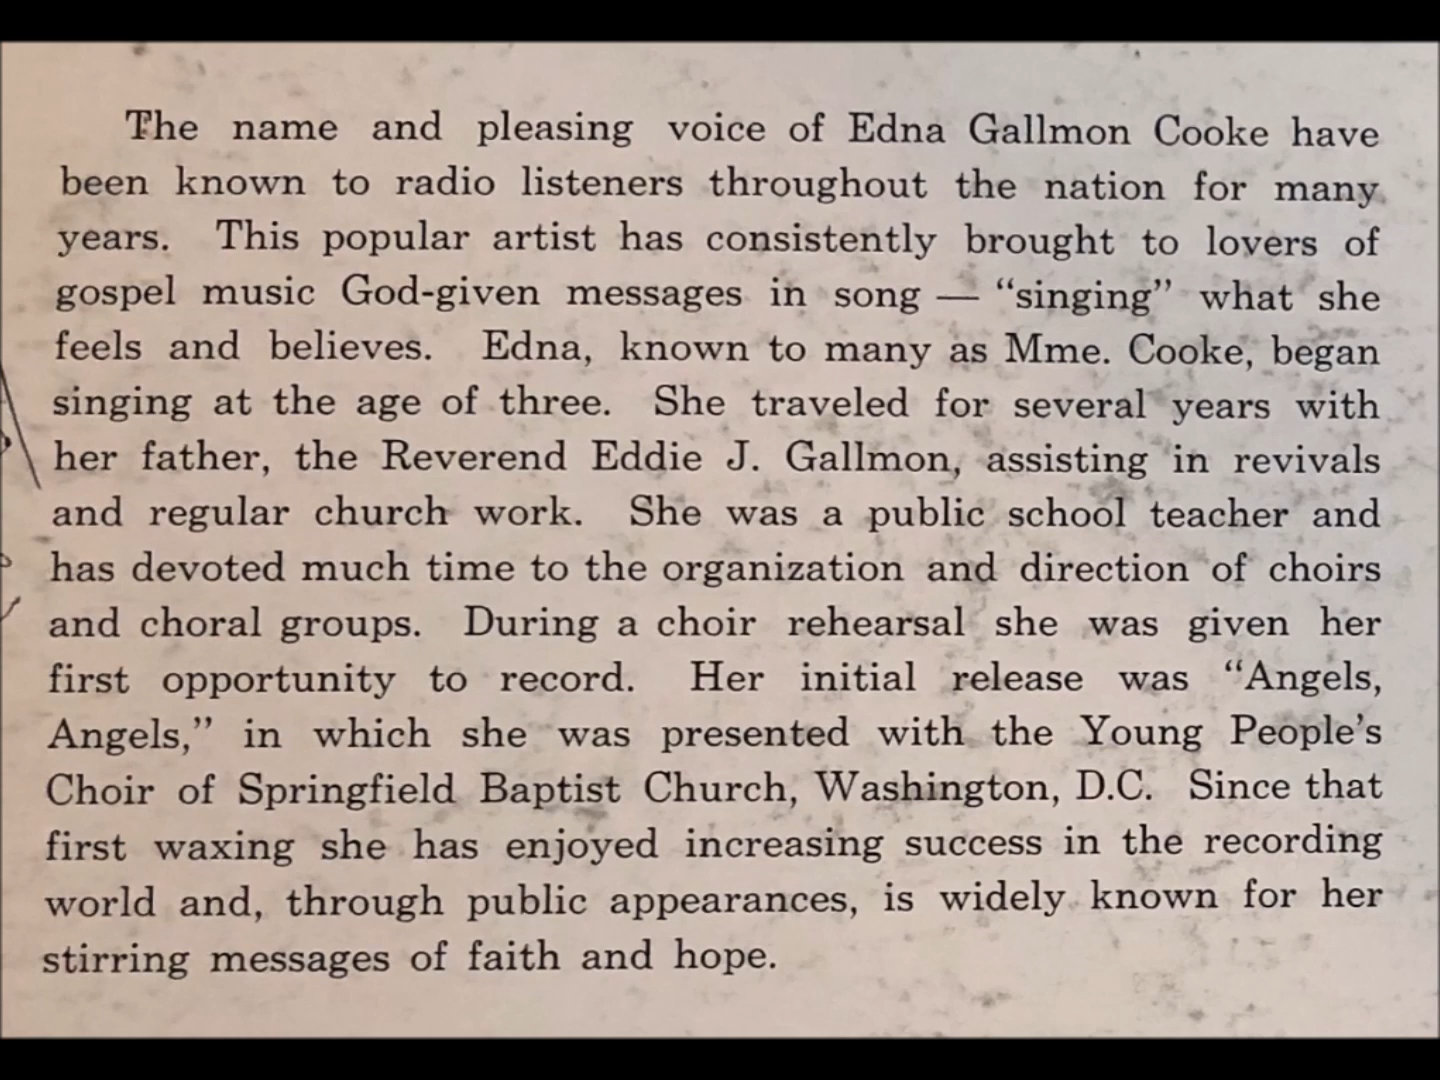 The name and pleasing voice of Edna Gallmon Cooke have
been known to radio listeners throughout the nation for many
years. This popular artist has consistently brought to lovers of
gospel music God-given messages in song — “singing” what she
feels and believes. Edna, known to many as Mme. Cooke, began
singing at the age of three. She traveled for several years with
her father, the Reverend Eddie J. Gallmon, assisting in revivals
and regular church work. She was a public school teacher and
has devoted much time to the organization and direction of choirs
and choral groups. During a choir rehearsal she was given her
first opportunity to record. Her initial release was “Angels,
Angels,” in which she was presented with the Young People’s
Choir of Springfield Baptist Church, Washington, D.C. Since that
first waxing she has enjoyed increasing success in the recording
world and, through public appearances, is widely known for her
stirring messages of faith and hope.